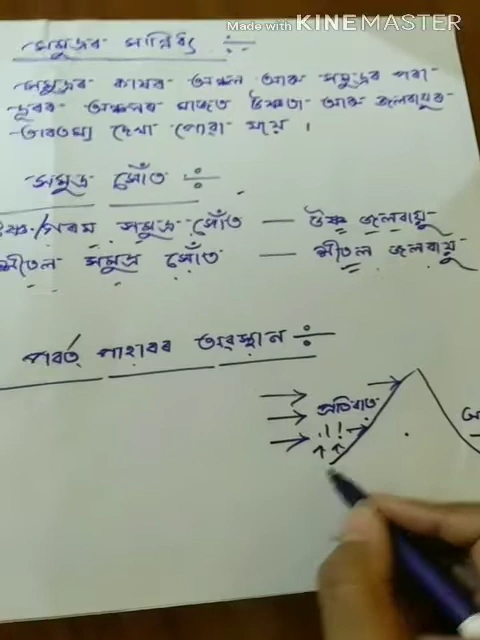 Made with KINEMASTER
সমুদ্ৰৰ সান্নিধ্য ÷
সমুদ্ৰৰ কাষৰ অঞ্চল আৰু সমুদ্ৰৰ পৰা
দূৰৰ অঞ্চলৰ মাজত উষ্ণতা আৰু জলবায়ুৰ
তাৰতম্য দেখা পোৱা যায় ।
সমুদ্ৰ সোঁত ÷
উষ্ণ/গৰম সমুদ্ৰ সোঁত — উষ্ণ জলবায়ু
শীতল সমুদ্ৰ সোঁত — শীতল জলবায়ু
পৰ্বত পাহাৰৰ অৱস্থান ÷
প্ৰতিবাত